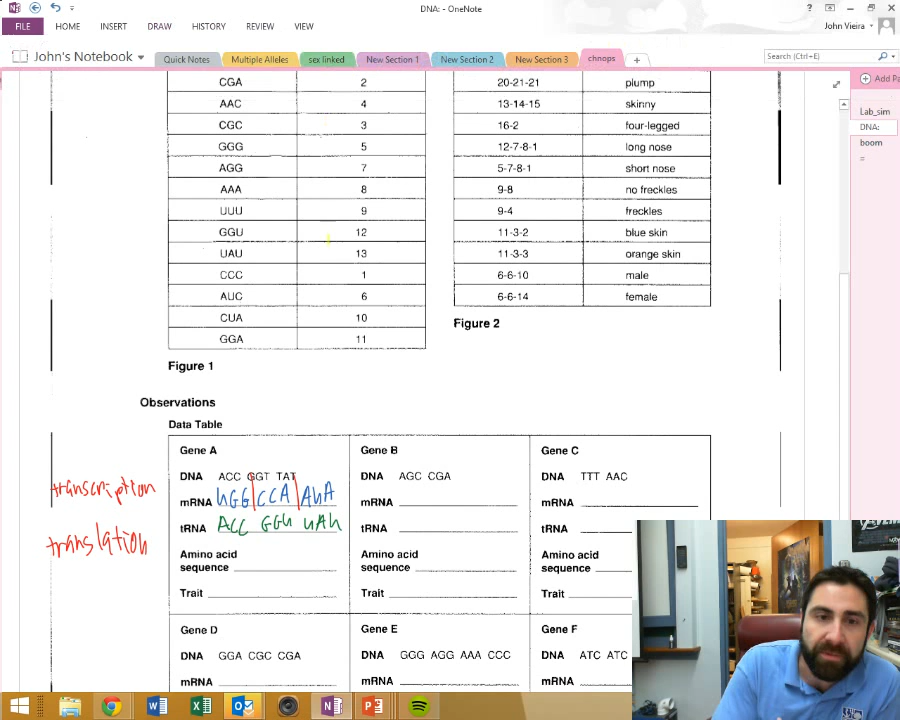 DNA: - OneNote
FILE HOME INSERT DRAW HISTORY REVIEW VIEW
John Vieira
John's Notebook
Quick Notes Multiple Alleles sex linked New Section 1 New Section 2 New Section 3 chnops
Search (Ctrl+E)
Add Pa
Lab_sim
DNA:
boom
=
CGA 2
AAC 4
CGC 3
GGG 5
AGG 7
AAA 8
UUU 9
GGU 12
UAU 13
CCC 1
AUC 6
CUA 10
GGA 11
Figure 1
20-21-21 plump
13-14-15 skinny
16-2 four-legged
12-7-8-1 long nose
5-7-8-1 short nose
9-8 no freckles
9-4 freckles
11-3-2 blue skin
11-3-3 orange skin
6-6-10 male
6-6-14 female
Figure 2
Observations
Data Table
transcription
translation
Gene A
DNA ACC GGT TAT
mRNA UGG CCA AUA
tRNA ACC GGU UAU
Amino acid
sequence
Trait
Gene B
DNA AGC CGA
mRNA
tRNA
Amino acid
sequence
Trait
Gene C
DNA TTT AAC
mRNA
tRNA
Amino acid
sequence
Trait
Gene D
DNA GGA CGC CGA
mRNA
Gene E
DNA GGG AGG AAA CCC
mRNA
Gene F
DNA ATC ATC
mRNA